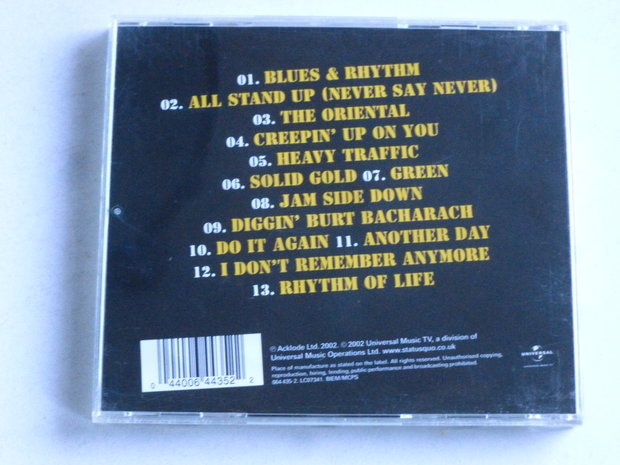 01. BLUES & RHYTHM
02. ALL STAND UP (NEVER SAY NEVER)
03. THE ORIENTAL
04. CREEPIN' UP ON YOU
05. HEAVY TRAFFIC
06. SOLID GOLD 07. GREEN
08. JAM SIDE DOWN
09. DIGGIN' BURT BACHARACH
10. DO IT AGAIN 11. ANOTHER DAY
12. I DON'T REMEMBER ANYMORE
13. RHYTHM OF LIFE
℗ Acklode Ltd. 2002. © 2002 Universal Music TV, a division of
Universal Music Operations Ltd. www.statusquo.co.uk
Place of manufacture as stated on the label. All rights reserved. Unauthorised copying,
reproduction, hiring, lending, public performance and broadcasting prohibited.
064 435-2. LC07341. BIEM/MCPS
0 44006 44352 2
UNIVERSAL